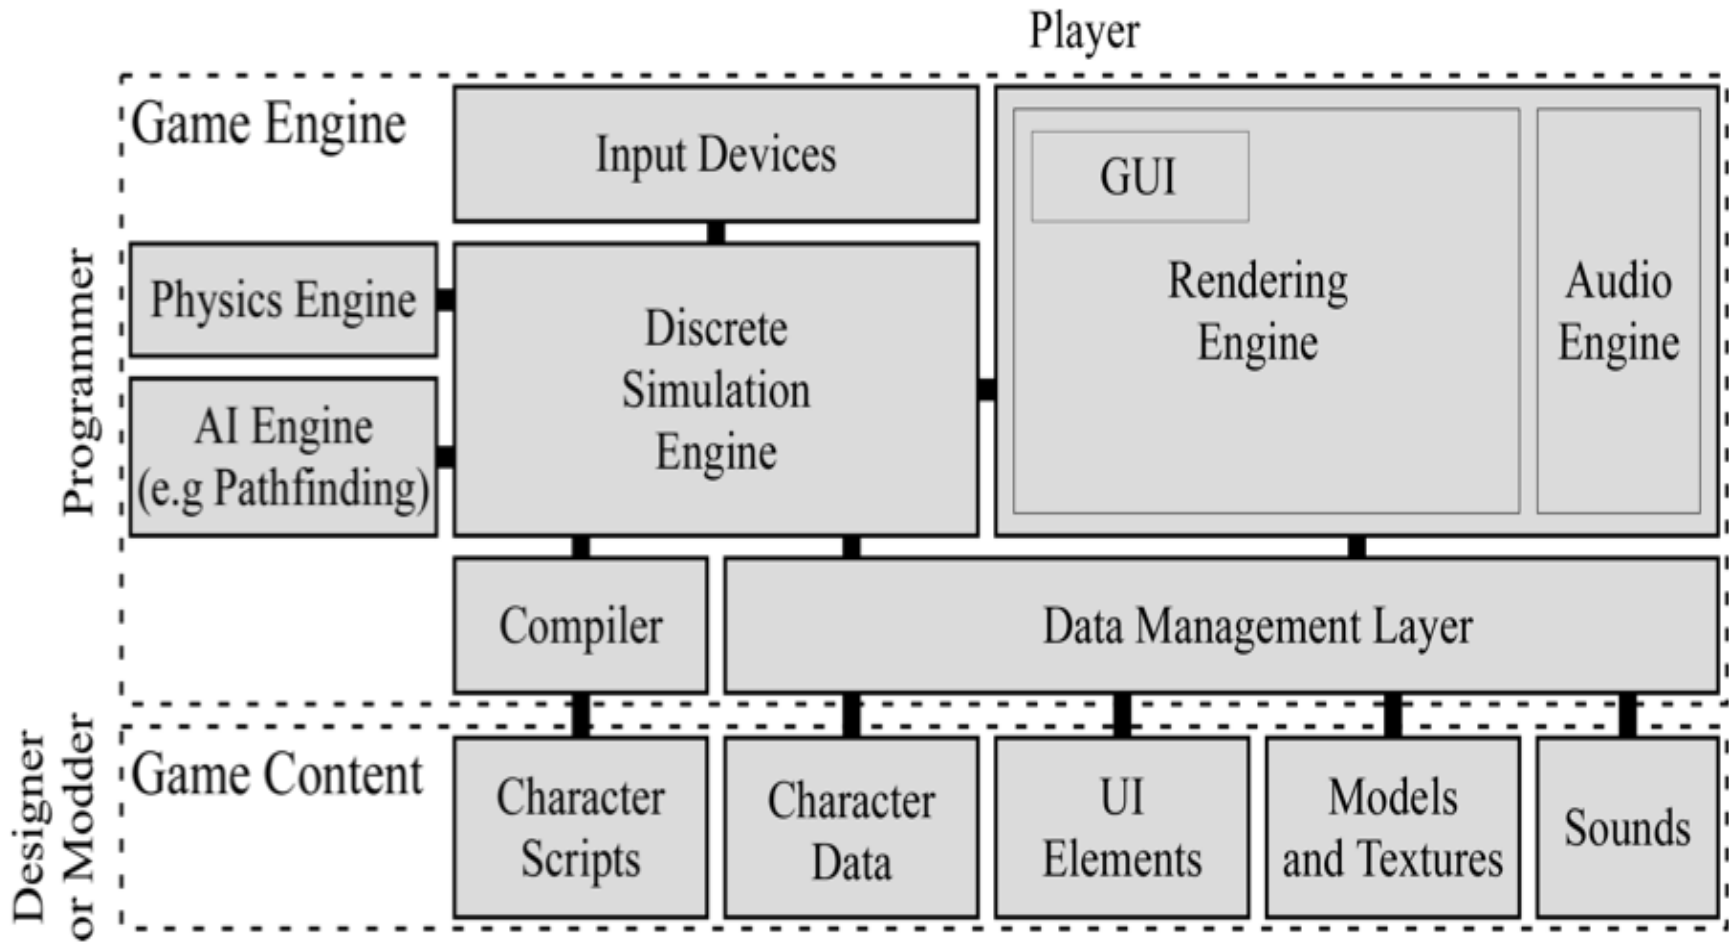 Player
Game Engine
Input Devices
GUI
Rendering
Engine
Audio
Engine
Programmer
Physics Engine
Discrete
Simulation
Engine
AI Engine
(e.g Pathfinding)
Compiler
Data Management Layer
Designer
or Modder
Game Content
Character
Scripts
Character
Data
UI
Elements
Models
and Textures
Sounds